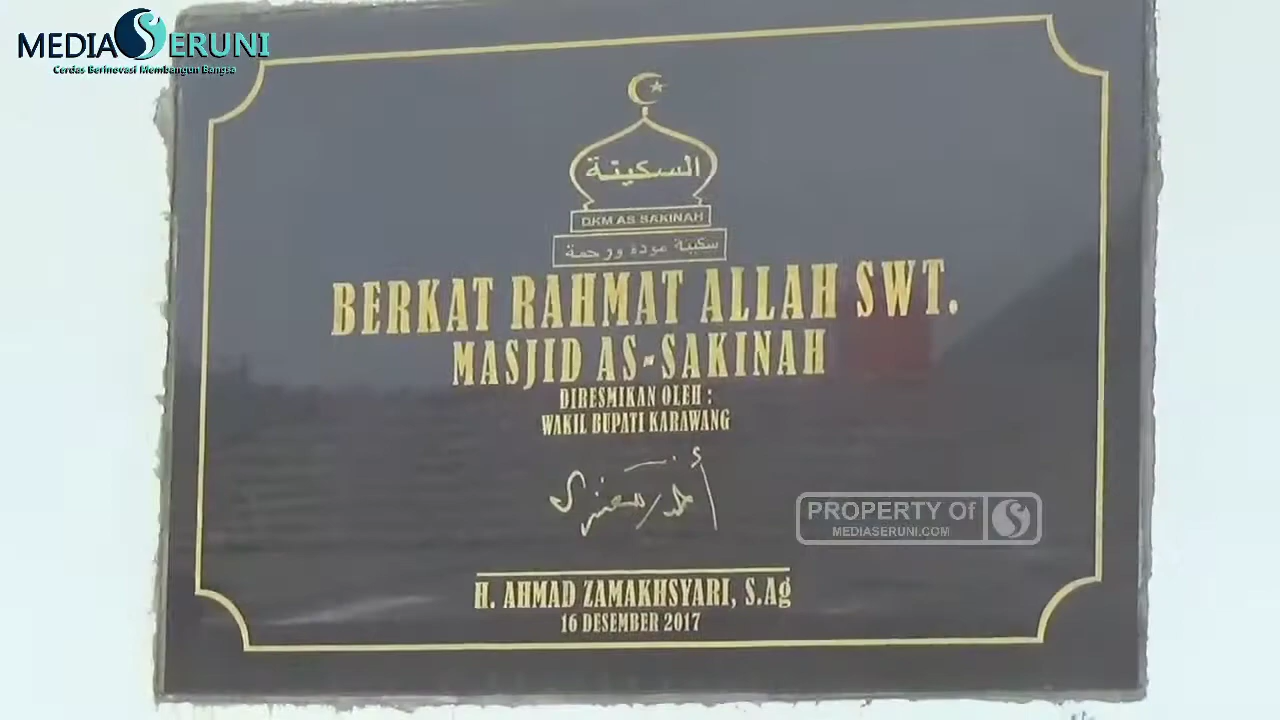 MEDIA SERUNI
Cerdas Berinovasi Membangun Bangsa
السكينة
DKM AS SAKINAH
سكينة مودة ورحمة
BERKAT RAHMAT ALLAH SWT.
MASJID AS-SAKINAH
DIRESMIKAN OLEH :
WAKIL BUPATI KARAWANG
PROPERTY OF
MEDIASERUNI.COM
H. AHMAD ZAMAKHSYARI, S.Ag
16 DESEMBER 2017